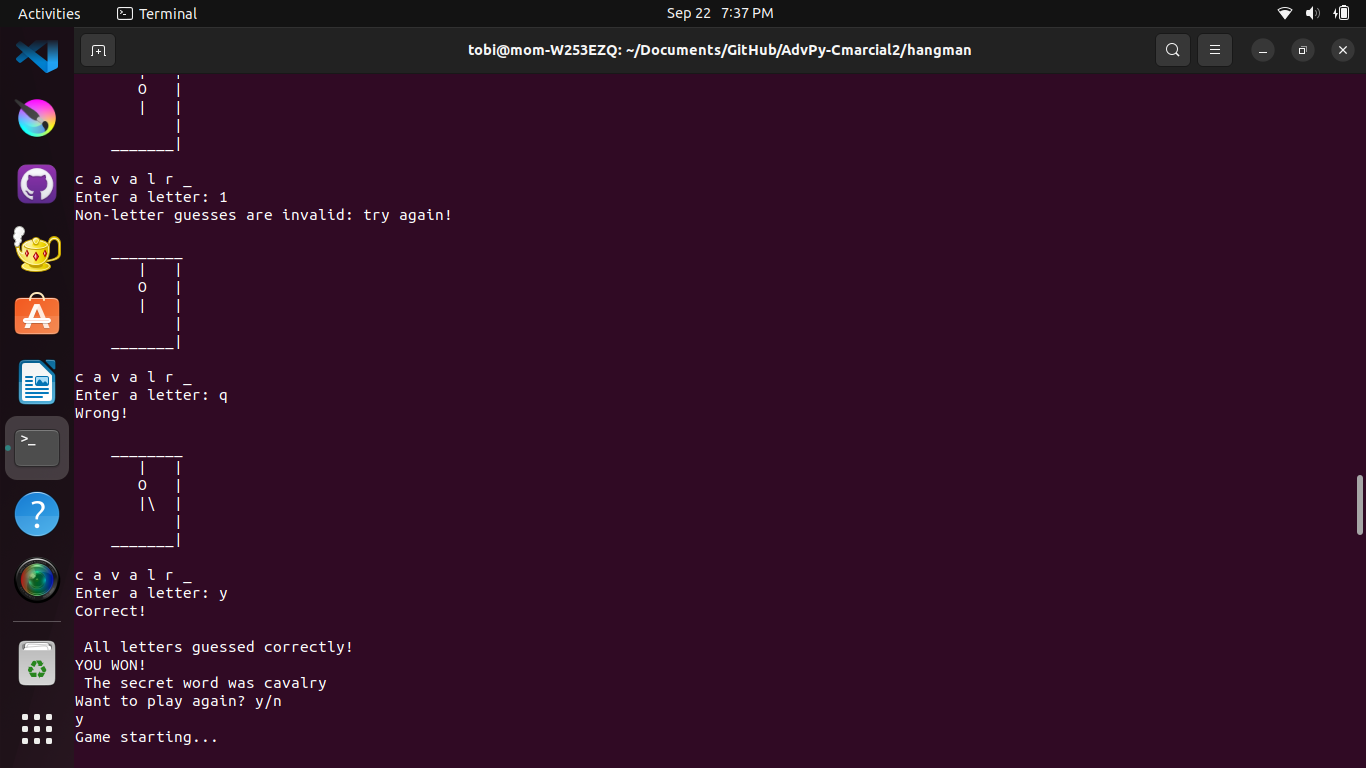 Activities Terminal Sep 22 7:37 PM
tobi@mom-W253EZQ: ~/Documents/GitHub/AdvPy-Cmarcial2/hangman
        |   |
       O   |
       |   |
           |
    _______|
c a v a l r _
Enter a letter: 1
Non-letter guesses are invalid: try again!
    ________
       |   |
       O   |
       |   |
           |
    _______|
c a v a l r _
Enter a letter: q
Wrong!
    ________
       |   |
       O   |
       |\  |
           |
    _______|
c a v a l r _
Enter a letter: y
Correct!
 All letters guessed correctly!
YOU WON!
 The secret word was cavalry
Want to play again? y/n
y
Game starting...